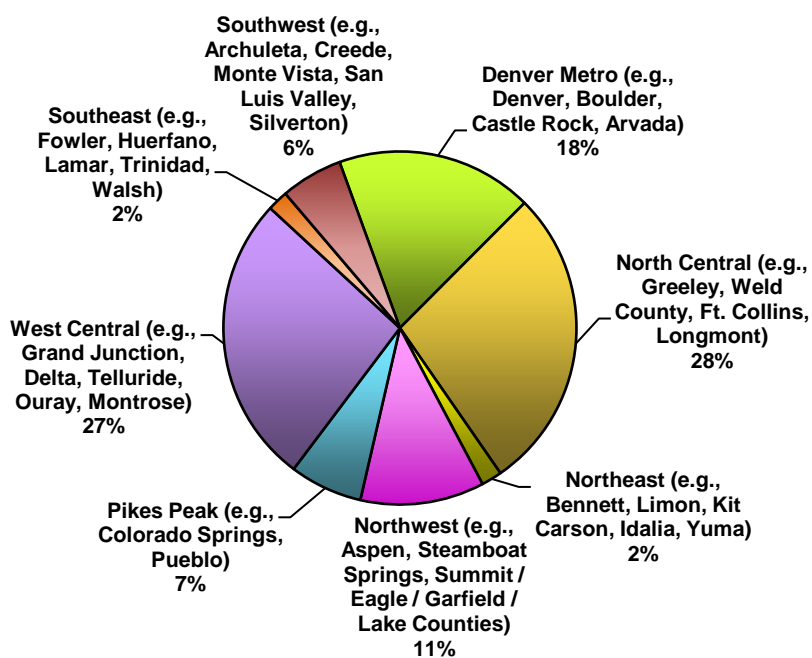 Southwest (e.g.,
Archuleta, Creede,
Monte Vista, San
Luis Valley,
Silverton)
6%
Denver Metro (e.g.,
Denver, Boulder,
Castle Rock, Arvada)
18%
Southeast (e.g.,
Fowler, Huerfano,
Lamar, Trinidad,
Walsh)
2%
North Central (e.g.,
Greeley, Weld
County, Ft. Collins,
Longmont)
28%
West Central (e.g.,
Grand Junction,
Delta, Telluride,
Ouray, Montrose)
27%
Northeast (e.g.,
Bennett, Limon, Kit
Carson, Idalia, Yuma)
2%
Pikes Peak (e.g.,
Colorado Springs,
Pueblo)
7%
Northwest (e.g.,
Aspen, Steamboat
Springs, Summit /
Eagle / Garfield /
Lake Counties)
11%